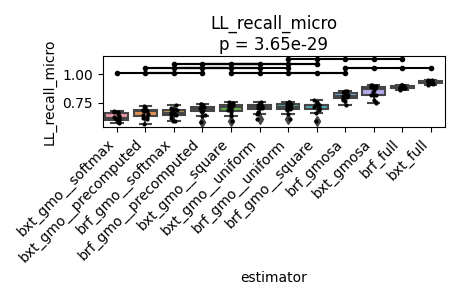 LL_recall_micro
p = 3.65e-29
LL_recall_micro
1.00
0.75
bxt_gmo__softmax
bxt_gmo__precomputed
brf_gmo__softmax
brf_gmo__precomputed
bxt_gmo__square
bxt_gmo__uniform
brf_gmo__uniform
brf_gmo__square
brf_gmosa
bxt_gmosa
brf_full
bxt_full
estimator